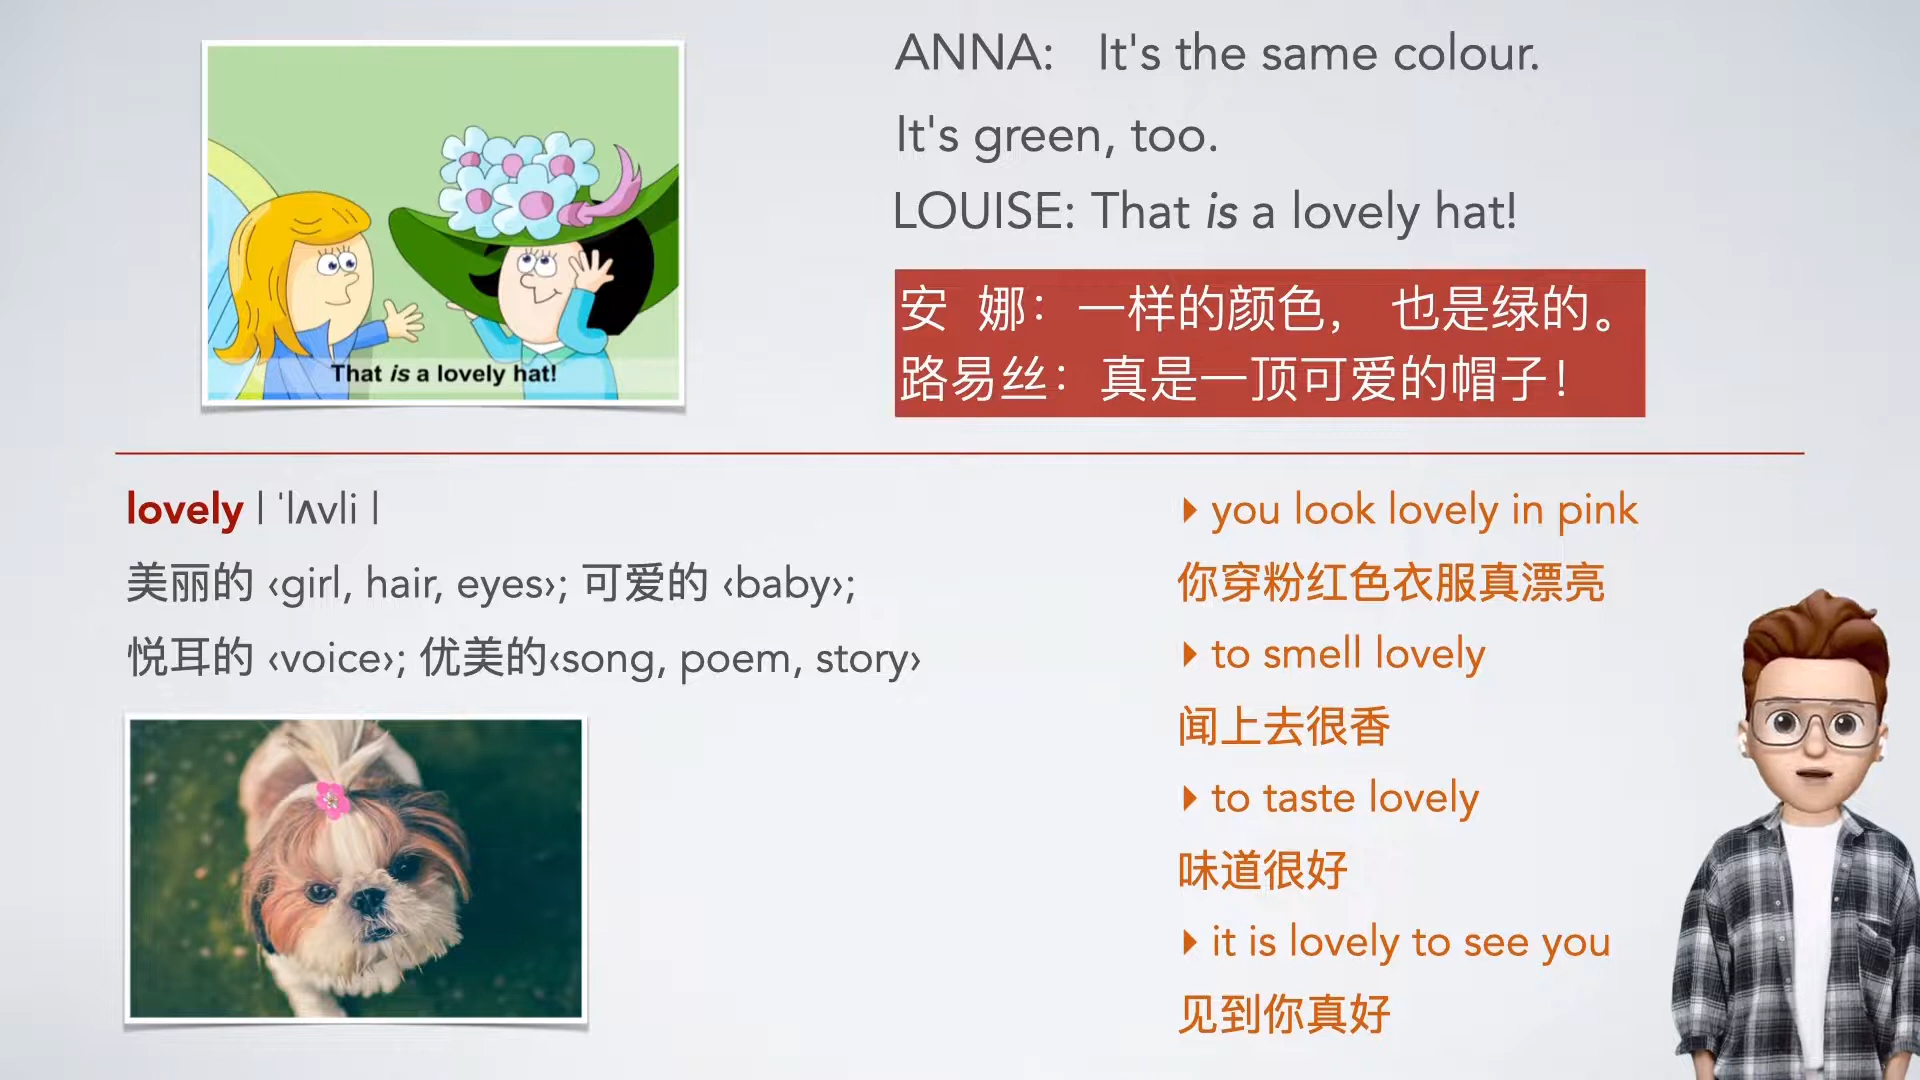 ANNA: It's the same colour.
It's green, too.
LOUISE: That is a lovely hat!
安 娜：一样的颜色， 也是绿的。
路易丝：真是一顶可爱的帽子！
That is a lovely hat!
lovely | ˈlʌvli |
美丽的 ‹girl, hair, eyes›; 可爱的 ‹baby›;
悦耳的 ‹voice›; 优美的‹song, poem, story›
▸ you look lovely in pink
你穿粉红色衣服真漂亮
▸ to smell lovely
闻上去很香
▸ to taste lovely
味道很好
▸ it is lovely to see you
见到你真好